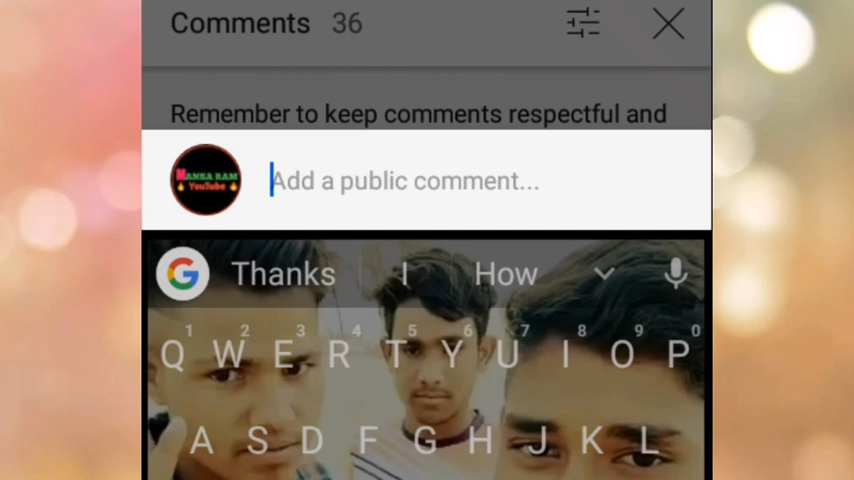 Comments 36
Remember to keep comments respectful and
MANSA RAM
YouTube
Add a public comment...
Thanks I How
1 2 3 4 5 6 7 8 9 0
Q W E R T Y U I O P
A S D F G H J K L